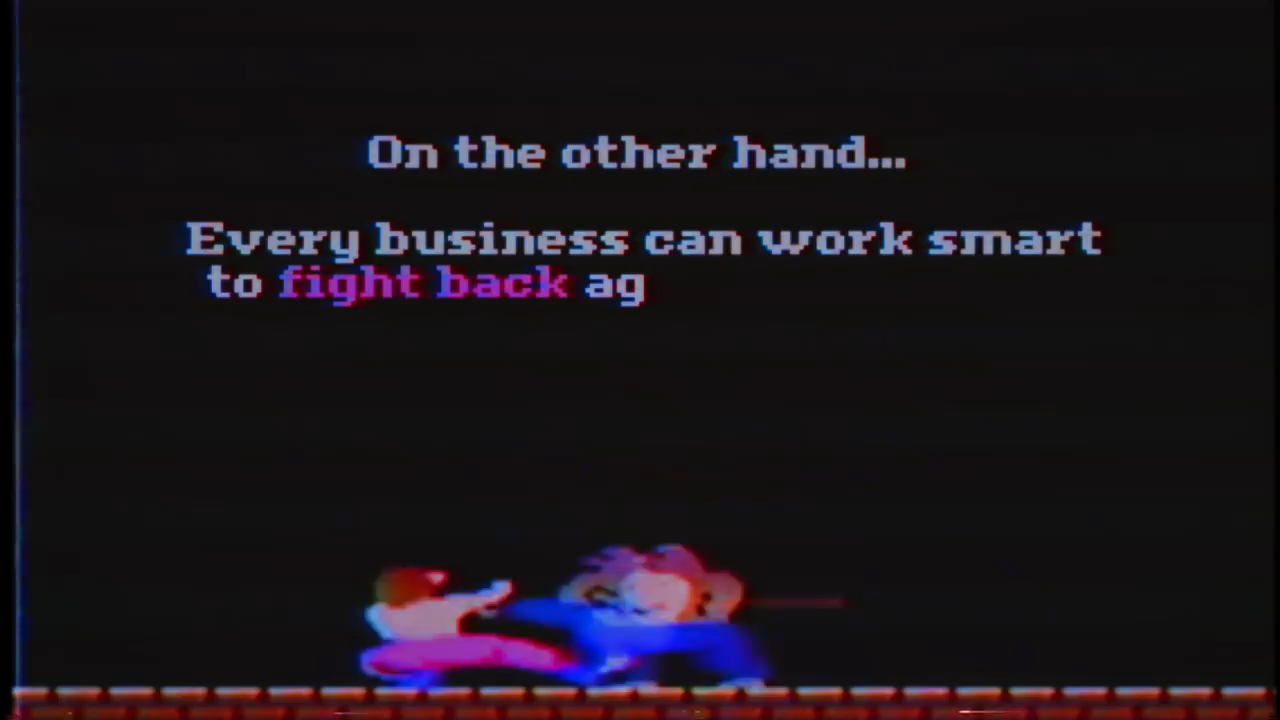 On the other hand...
Every business can work smart
to fight back ag